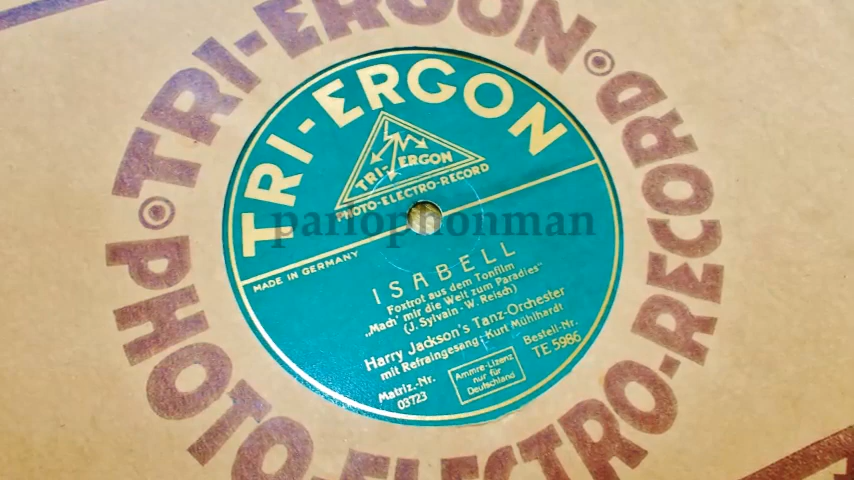 TRI-ERGON
PHOTO-ELECTRO-RECORD
TRI-ERGON
TRI-ERGON
PHOTO-ELECTRO-RECORD
parlophonman
MADE IN GERMANY
ISABELL
Foxtrot aus dem Tonfilm
„Mach' mir die Welt zum Paradies"
(J. Sylvain - W. Reisch)
Harry Jackson's Tanz-Orchester
mit Refraingesang: Kurt Mühlhardt
Matriz.-Nr.
03723
Ammre-Lizenz
nur für
Deutschland
Bestell-Nr.
TE 5986